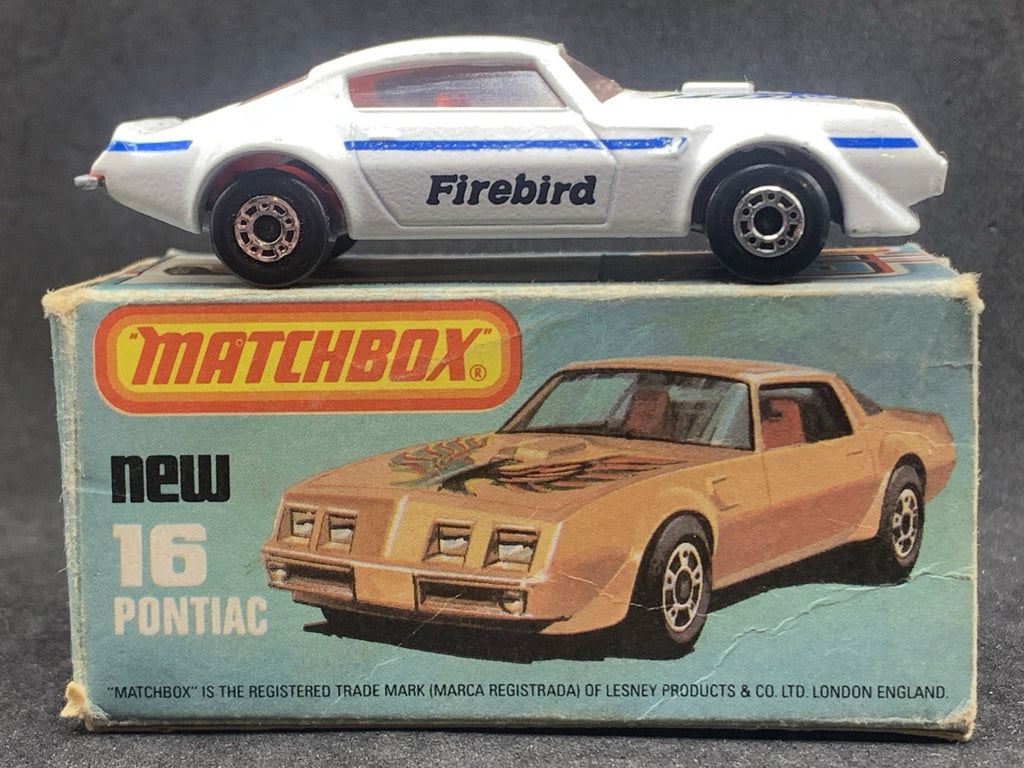 Firebird
"MATCHBOX"®
new
16
PONTIAC
"MATCHBOX" IS THE REGISTERED TRADE MARK (MARCA REGISTRADA) OF LESNEY PRODUCTS & CO. LTD. LONDON ENGLAND.